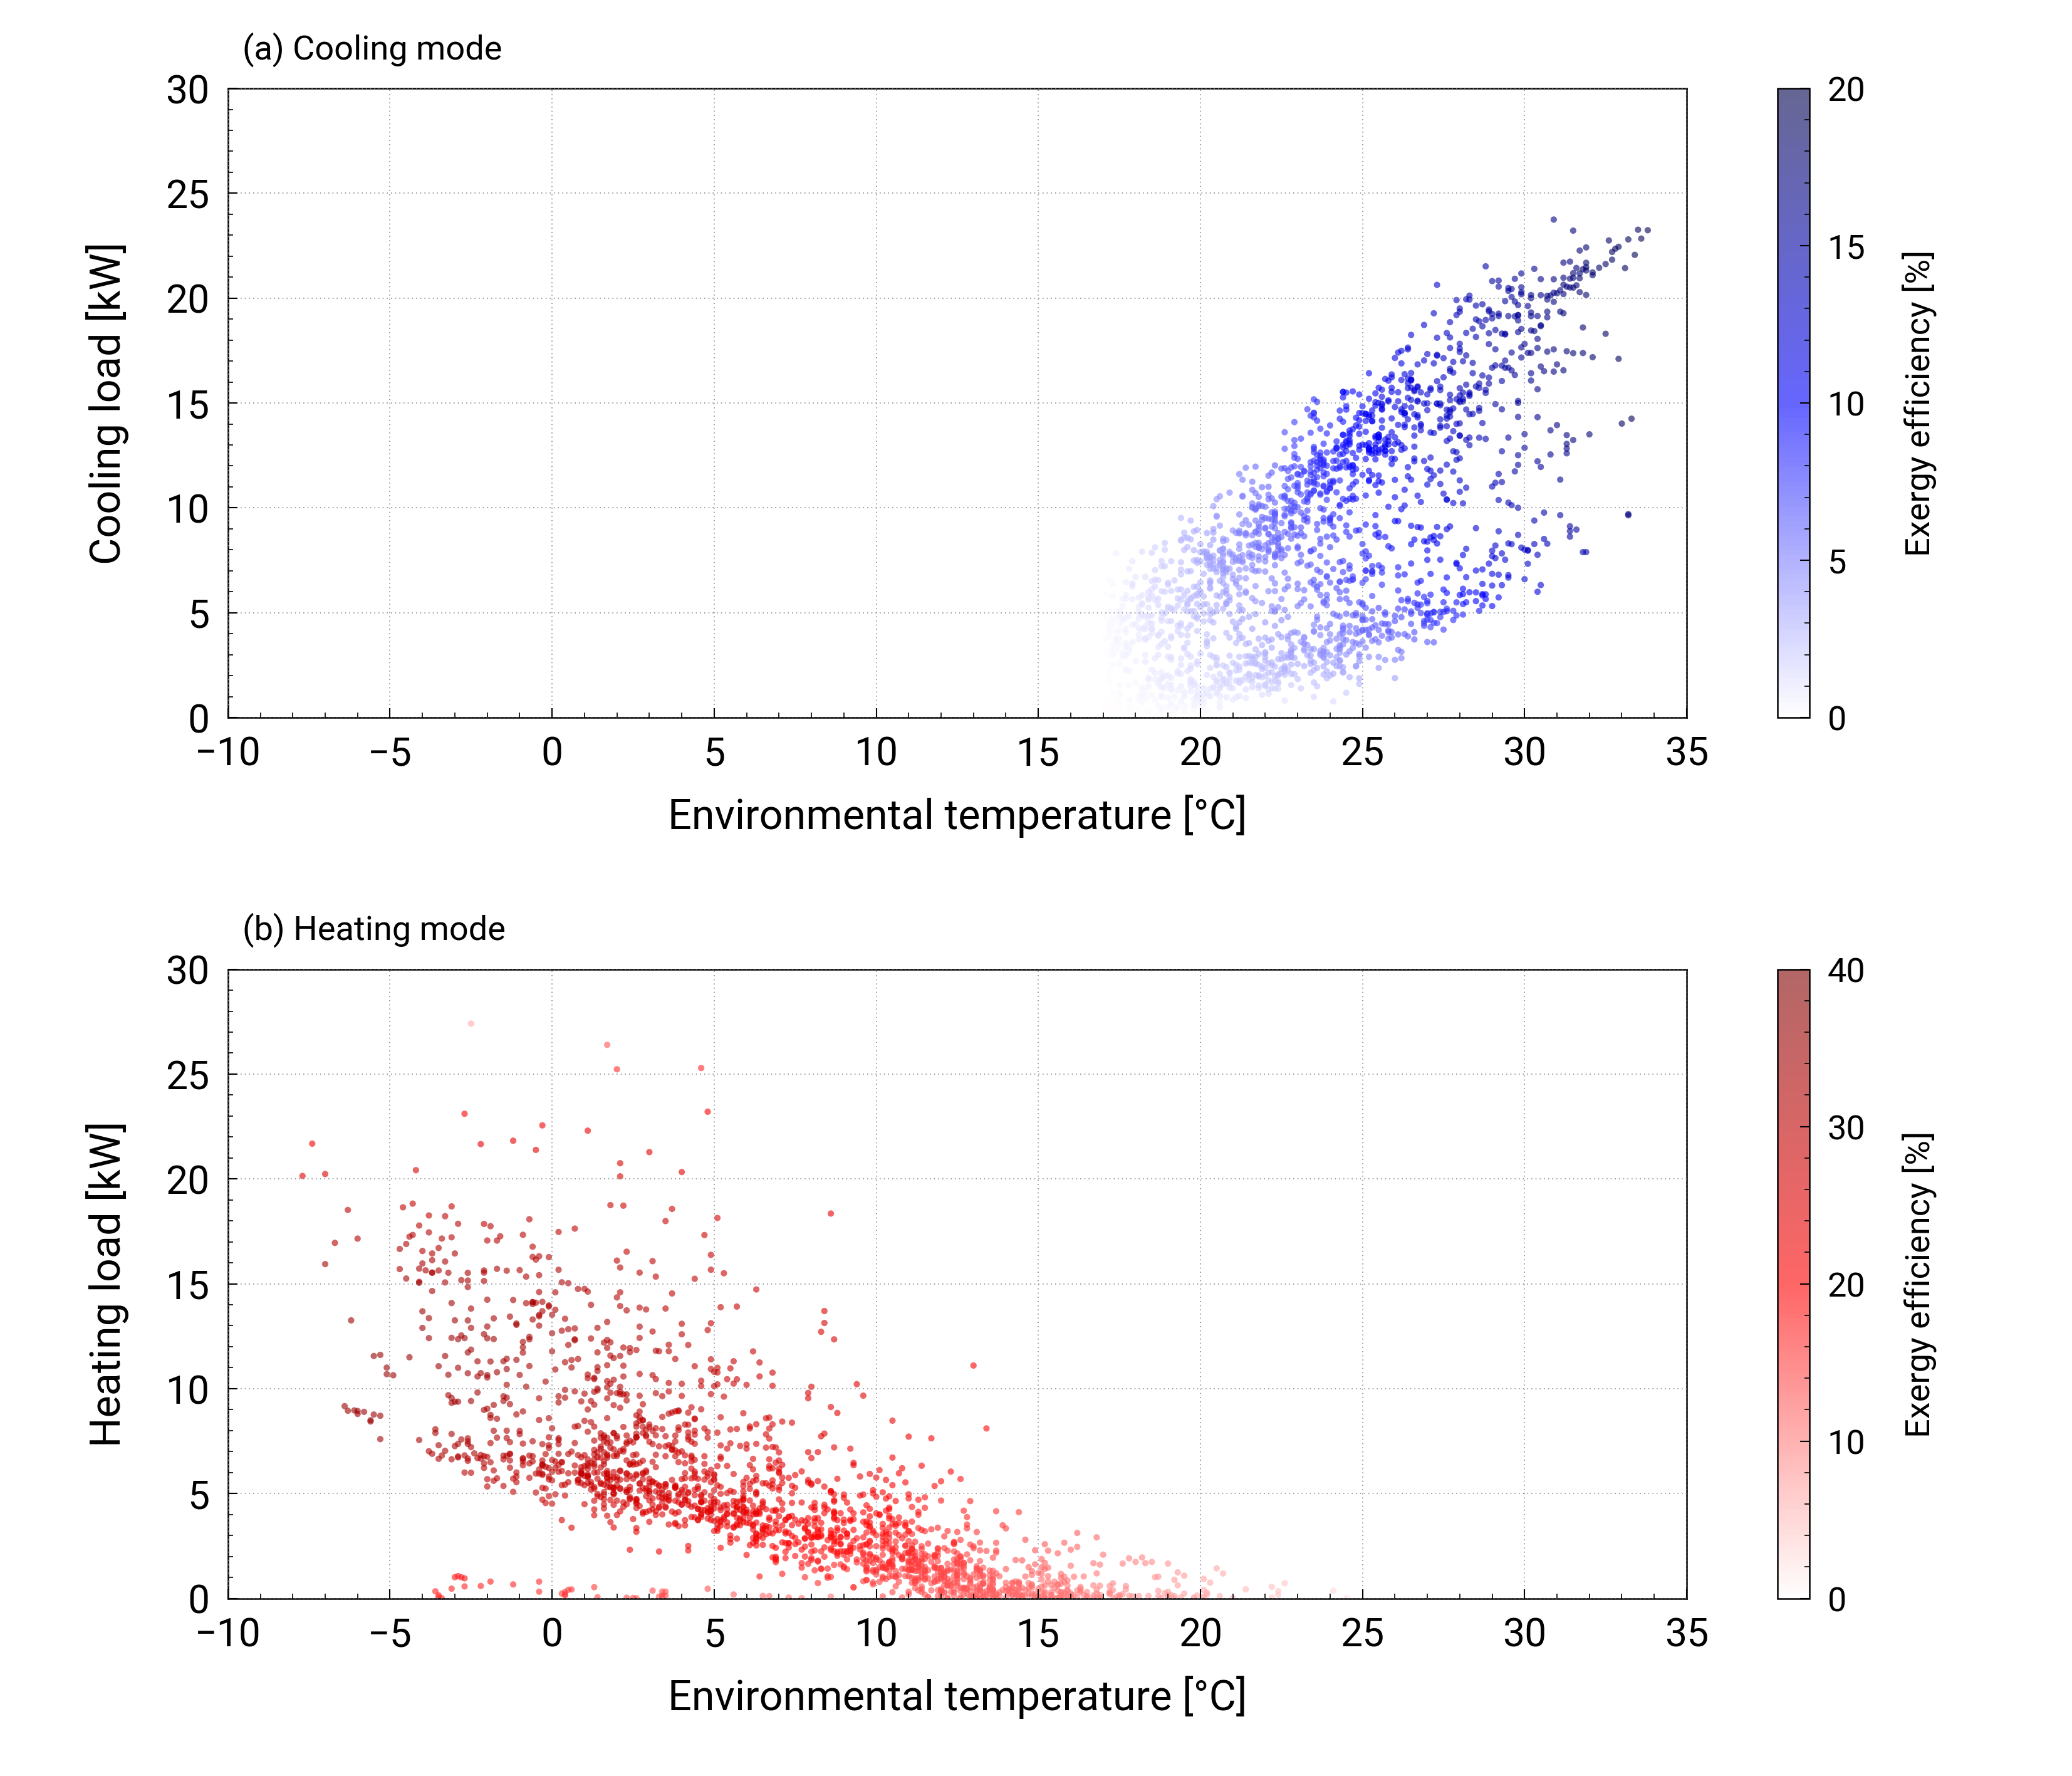 (a) Cooling mode
30
25
20
15
10
5
0
Cooling load [kW]
−10 −5 0 5 10 15 20 25 30 35
Environmental temperature [°C]
20
15
10
5
0
Exergy efficiency [%]
(b) Heating mode
30
25
20
15
10
5
0
Heating load [kW]
−10 −5 0 5 10 15 20 25 30 35
Environmental temperature [°C]
40
30
20
10
0
Exergy efficiency [%]